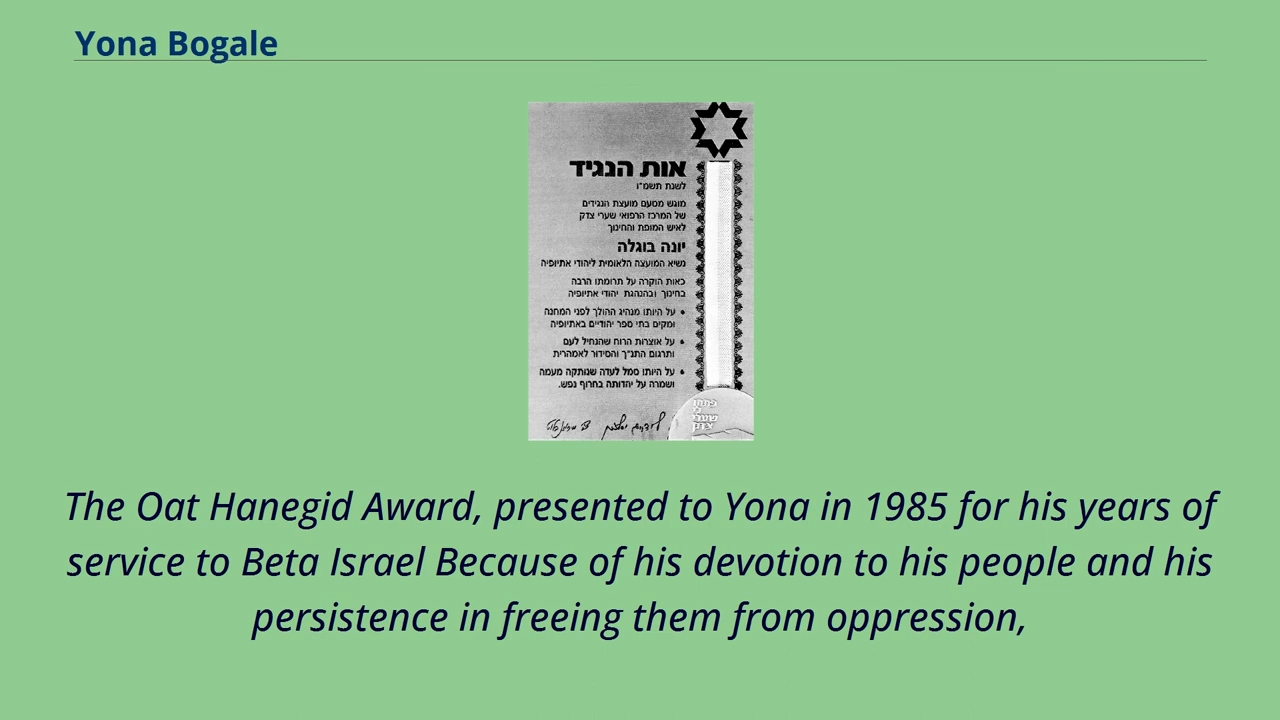 Yona Bogale
אות הנגיד
לשנת תשמ"ו
מוגש מטעם מועצת הנגידים
של המרכז הרפואי שערי צדק
לאיש המופת והחינוך
יונה בוגלה
נשיא המועצה הלאומית ליהודי אתיופיה
כאות הוקרה על תרומתו הרבה
בחינוך ובהנהגת יהודי אתיופיה
• על היותו מנהיג ההולך לפני המחנה
ומקים בתי ספר יהודיים באתיופיה
• על אוצרות הרוח שהנחיל לעם
ותרגום התנ"ך והסידור לאמהרית
• על היותו סמל לעדה שנותקה מעמה
ושמרה על יהדותה בחרוף נפש.
פתחו
לי
שערי
צדק
The Oat Hanegid Award, presented to Yona in 1985 for his years of
service to Beta Israel Because of his devotion to his people and his
persistence in freeing them from oppression,